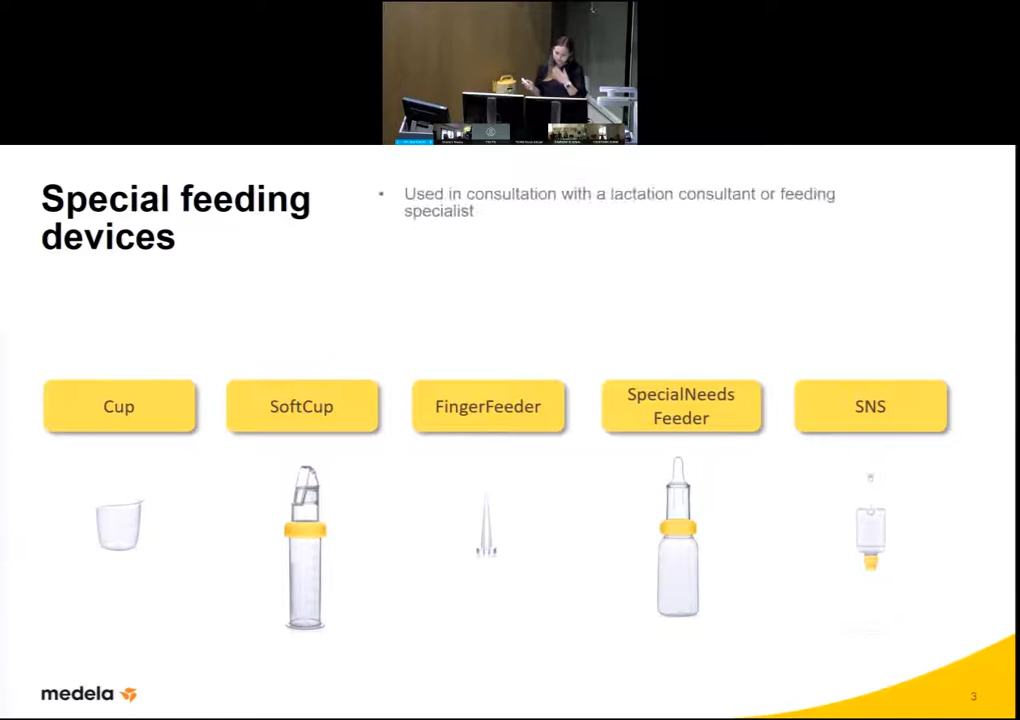 Special feeding
devices
• Used in consultation with a lactation consultant or feeding
specialist
Cup
SoftCup
FingerFeeder
SpecialNeeds
Feeder
SNS
medela
3